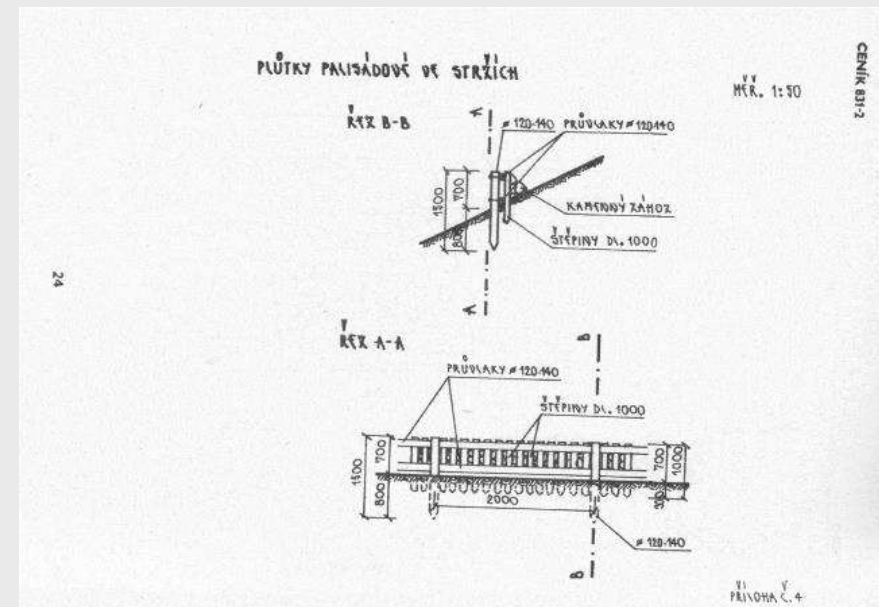 PLŮTKY PALISÁDOVÉ VE STRŽÍCH
MĚŘ. 1:50
CENÍK 831-2
ŘEZ B-B
A
ø 120-140
PRŮVLAKY ø 120-140
1500
700
800
KAMENNÝ ZÁHOZ
ŠTĚPINY DL. 1000
A
24
ŘEZ A-A
B
PRŮVLAKY ø 120-140
ŠTĚPINY DL. 1000
1500
700
800
700
1000
300
2000
ø 120-140
B
PŘÍLOHA Č. 4